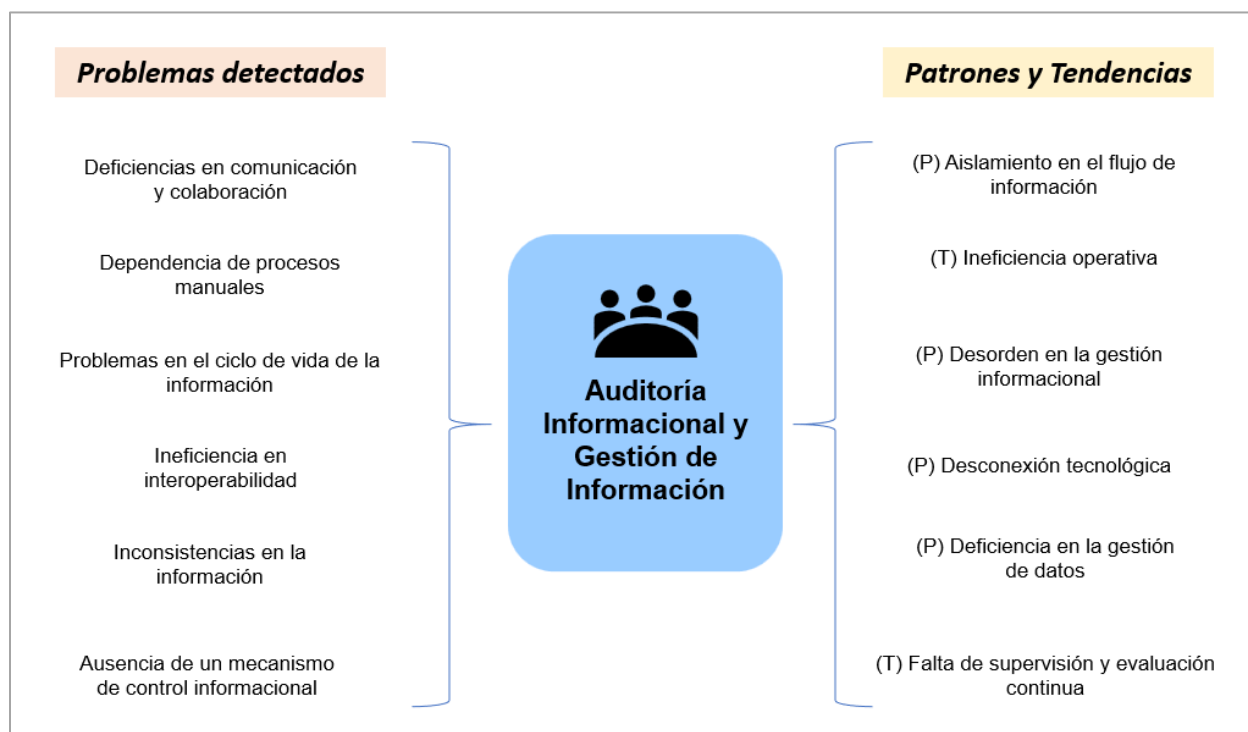 Problemas detectados
Deficiencias en comunicación
y colaboración
Dependencia de procesos
manuales
Problemas en el ciclo de vida de la
información
Ineficiencia en
interoperabilidad
Inconsistencias en la
información
Ausencia de un mecanismo
de control informacional
Auditoría
Informacional y
Gestión de
Información
Patrones y Tendencias
(P) Aislamiento en el flujo de
información
(T) Ineficiencia operativa
(P) Desorden en la gestión
informacional
(P) Desconexión tecnológica
(P) Deficiencia en la gestión
de datos
(T) Falta de supervisión y evaluación
continua